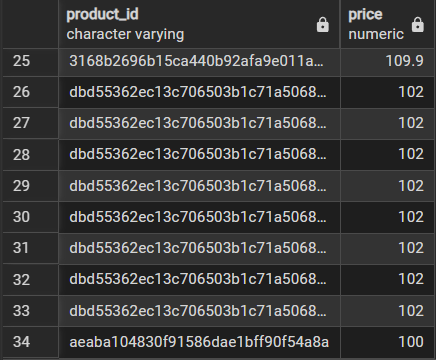 product_id price
character varying numeric
25 3168b2696b15ca440b92afa9e011a... 109.9
26 dbd55362ec13c706503b1c71a5068... 102
27 dbd55362ec13c706503b1c71a5068... 102
28 dbd55362ec13c706503b1c71a5068... 102
29 dbd55362ec13c706503b1c71a5068... 102
30 dbd55362ec13c706503b1c71a5068... 102
31 dbd55362ec13c706503b1c71a5068... 102
32 dbd55362ec13c706503b1c71a5068... 102
33 dbd55362ec13c706503b1c71a5068... 102
34 aeaba104830f91586dae1bff90f54a8a 100